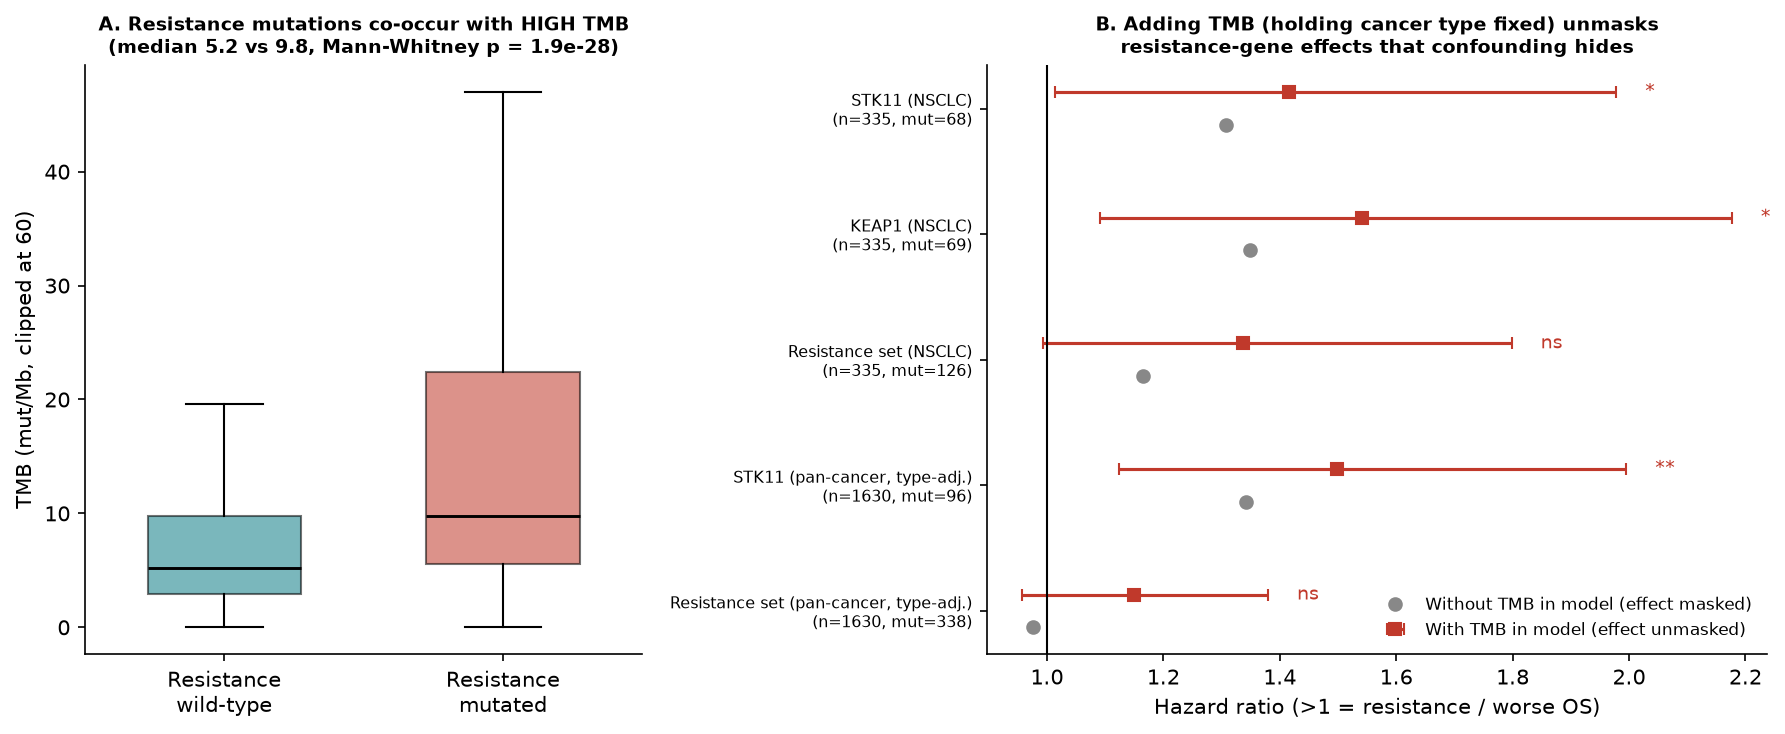 A. Resistance mutations co-occur with HIGH TMB
(median 5.2 vs 9.8, Mann-Whitney p = 1.9e-28)
TMB (mut/Mb, clipped at 60)
40
30
20
10
0
Resistance
wild-type
Resistance
mutated
B. Adding TMB (holding cancer type fixed) unmasks
resistance-gene effects that confounding hides
STK11 (NSCLC)
(n=335, mut=68)
*
KEAP1 (NSCLC)
(n=335, mut=69)
*
Resistance set (NSCLC)
(n=335, mut=126)
ns
STK11 (pan-cancer, type-adj.)
(n=1630, mut=96)
**
Resistance set (pan-cancer, type-adj.)
(n=1630, mut=338)
ns
Without TMB in model (effect masked)
With TMB in model (effect unmasked)
1.0 1.2 1.4 1.6 1.8 2.0 2.2
Hazard ratio (>1 = resistance / worse OS)